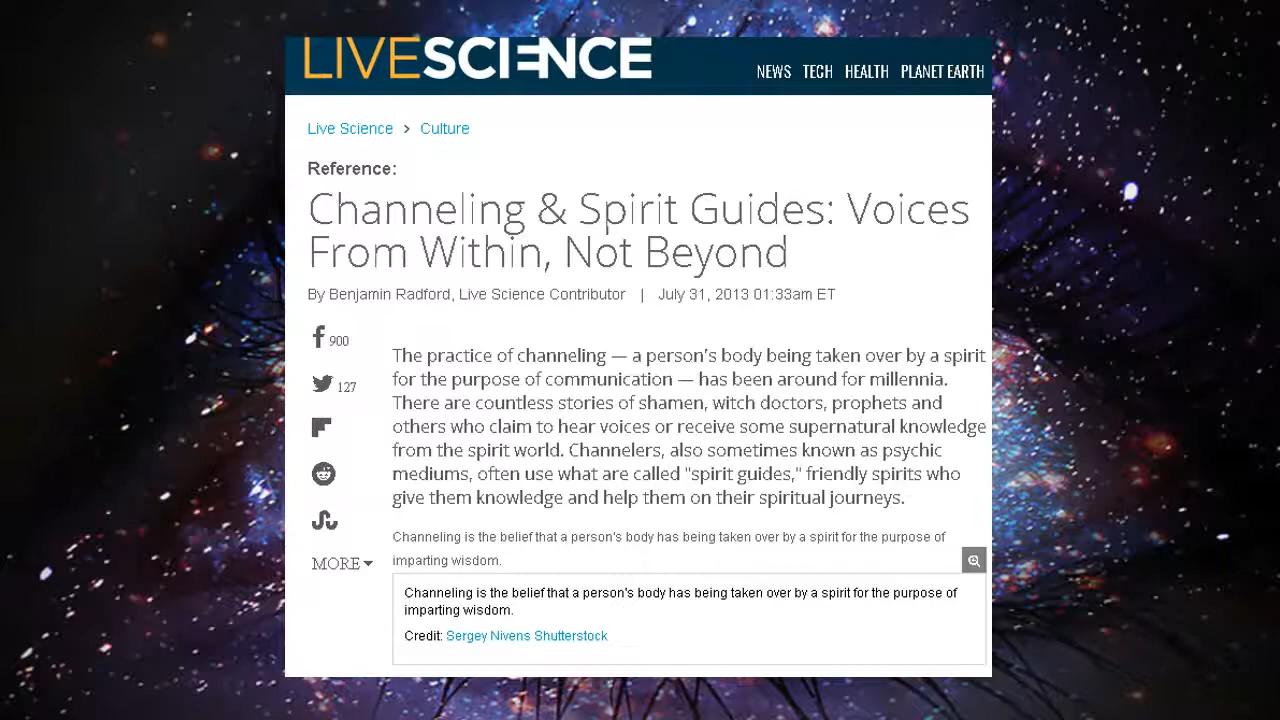 LIVESCIENCE
NEWS TECH HEALTH PLANET EARTH
Live Science > Culture
Reference:
Channeling & Spirit Guides: Voices
From Within, Not Beyond
By Benjamin Radford, Live Science Contributor | July 31, 2013 01:33am ET
900
127
MORE
The practice of channeling — a person's body being taken over by a spirit
for the purpose of communication — has been around for millennia.
There are countless stories of shamen, witch doctors, prophets and
others who claim to hear voices or receive some supernatural knowledge
from the spirit world. Channelers, also sometimes known as psychic
mediums, often use what are called "spirit guides," friendly spirits who
give them knowledge and help them on their spiritual journeys.
Channeling is the belief that a person's body has being taken over by a spirit for the purpose of
imparting wisdom.
Channeling is the belief that a person's body has being taken over by a spirit for the purpose of
imparting wisdom.
Credit: Sergey Nivens Shutterstock